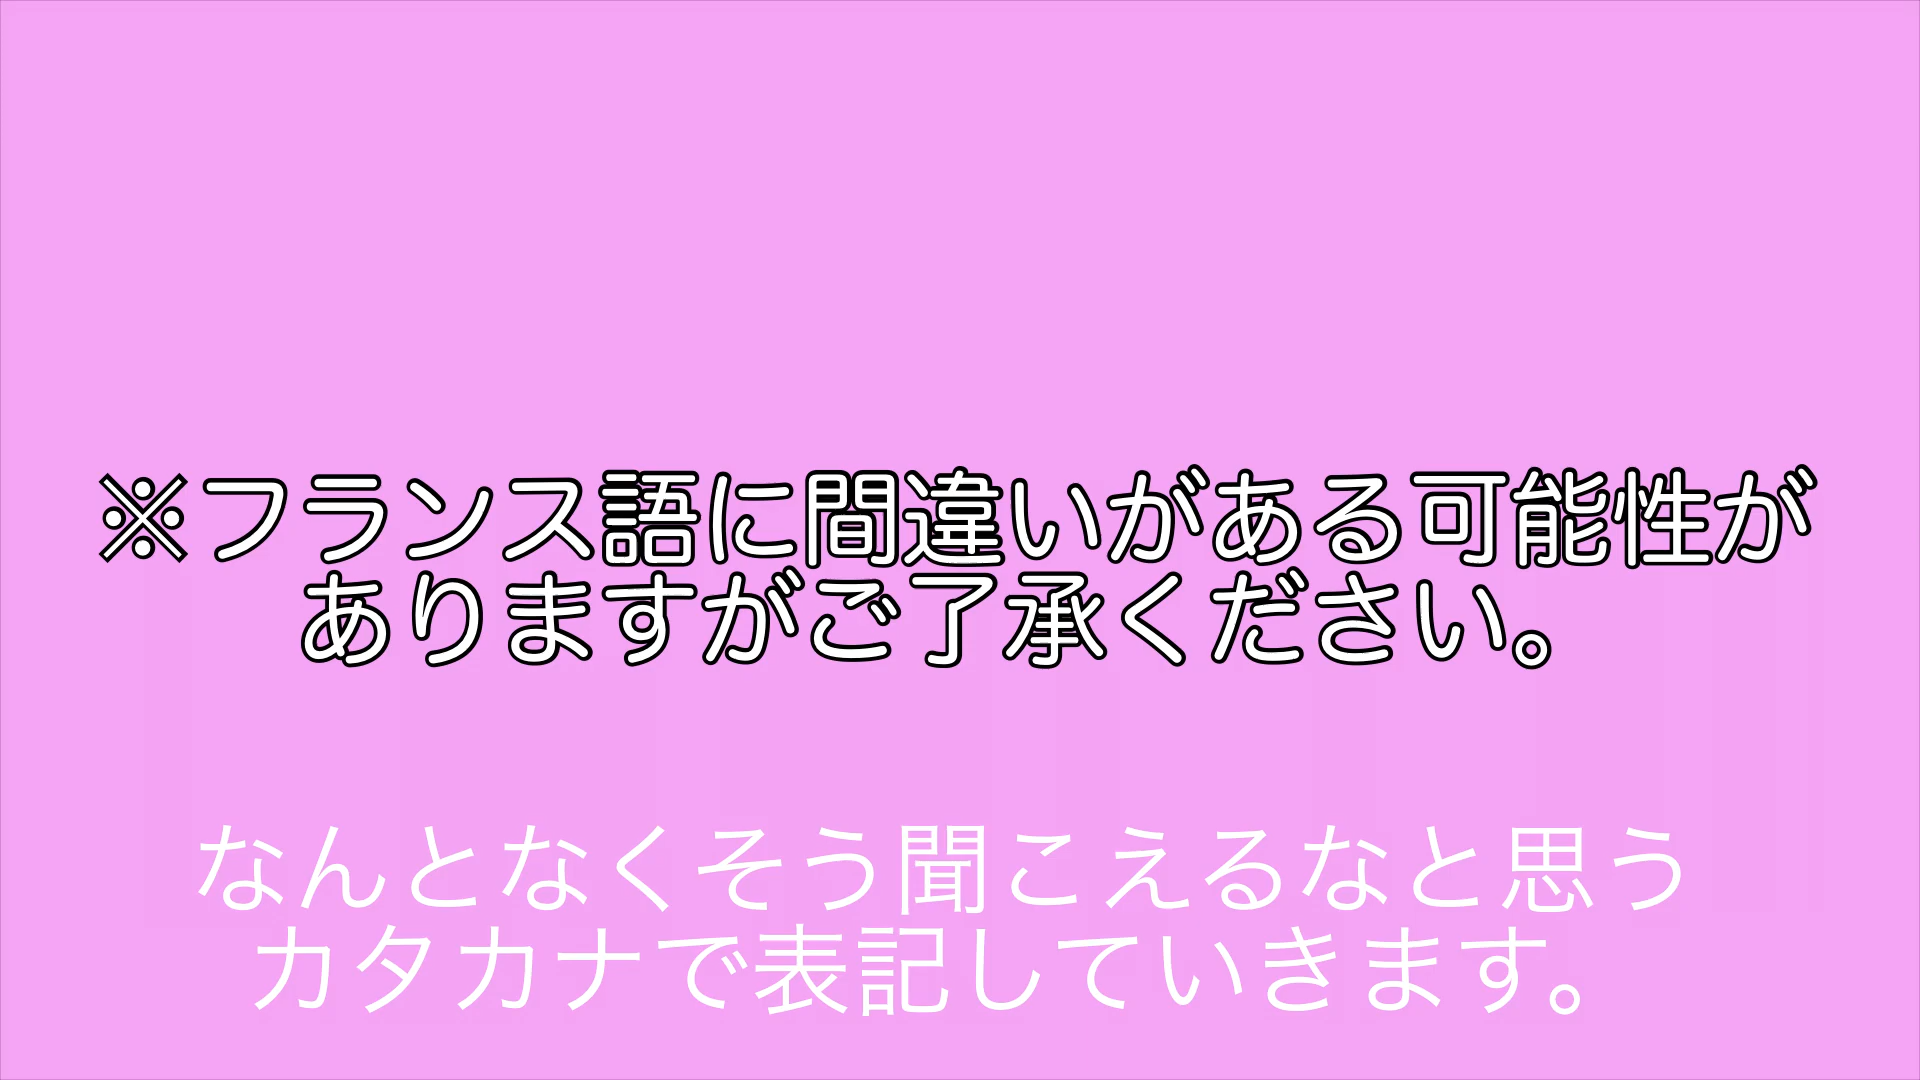 ※フランス語に間違いがある可能性が
ありますがご了承ください。
なんとなくそう聞こえるなと思う
カタカナで表記していきます。